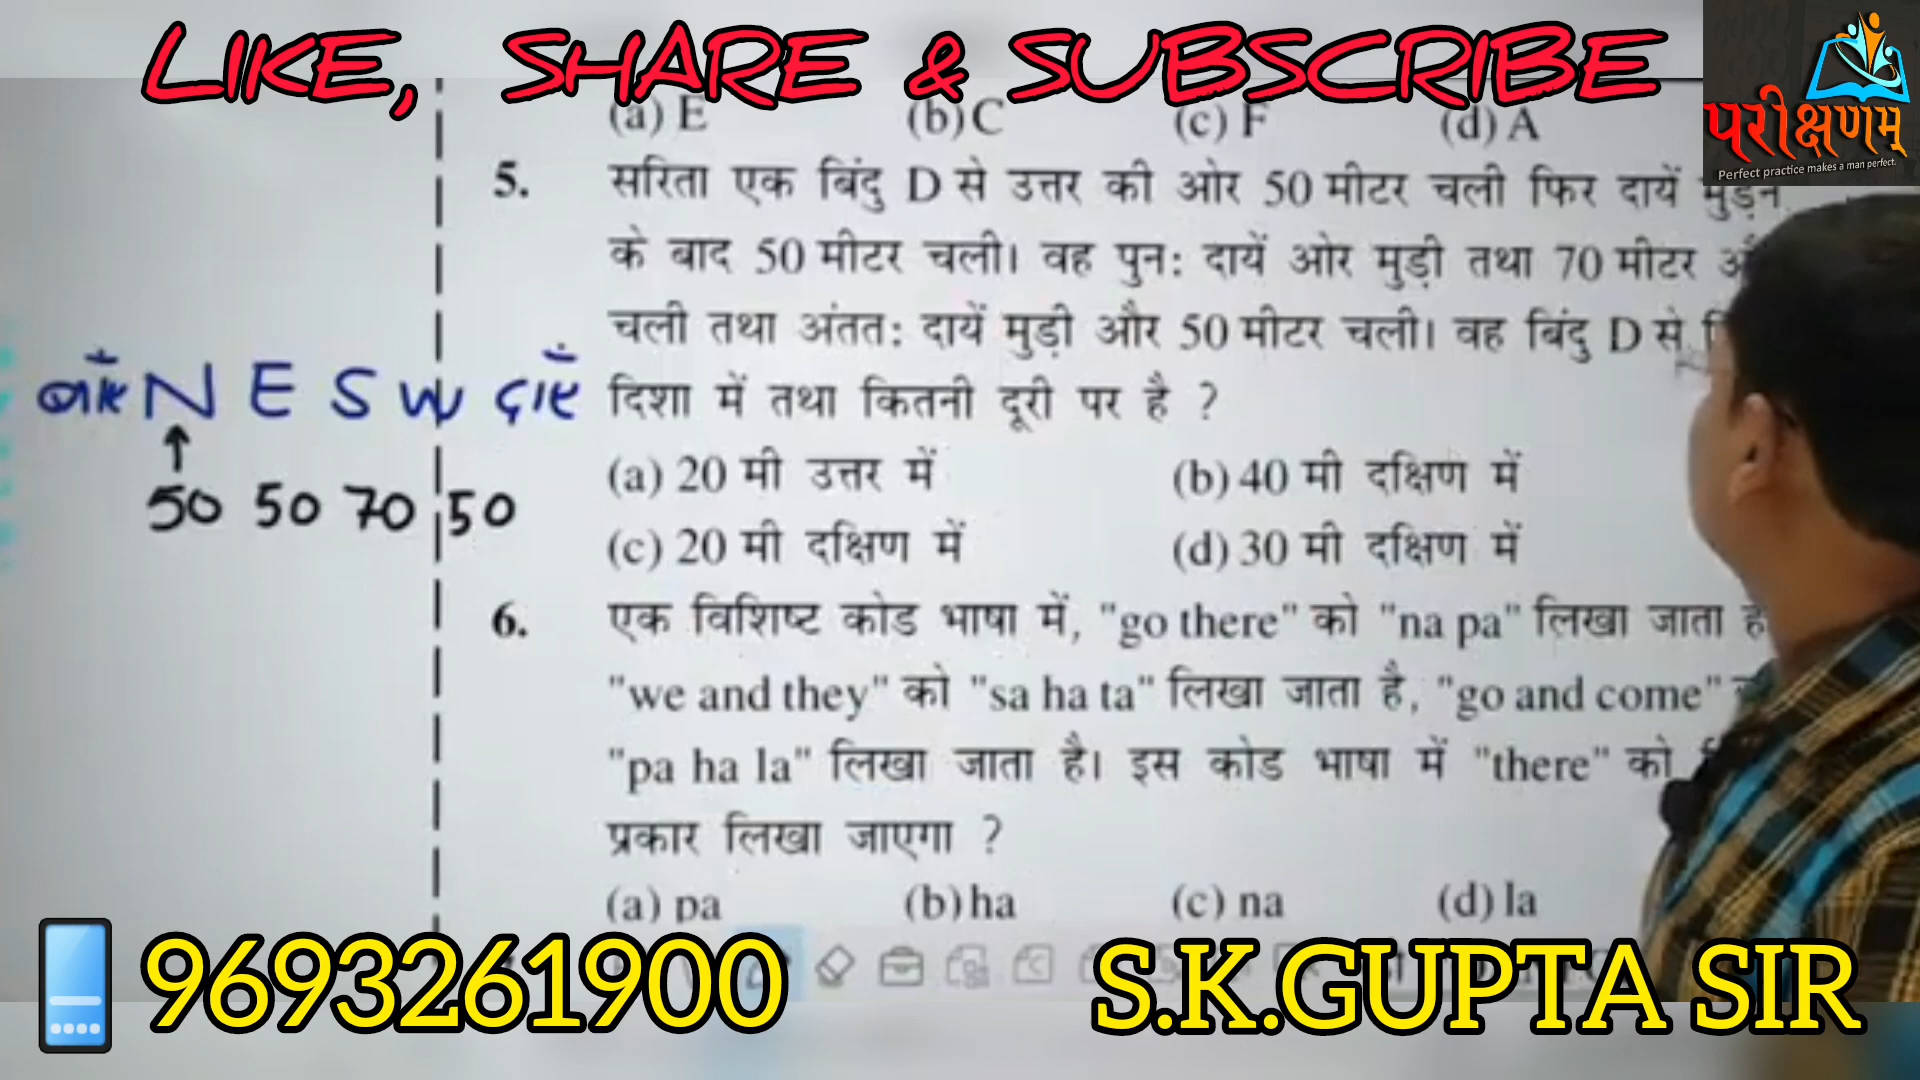 LIKE, SHARE & SUBSCRIBE
परीक्षणम्
Perfect practice makes a man perfect.
(a) E (b) C (c) F (d) A
5. सरिता एक बिंदु D से उत्तर की ओर 50 मीटर चली फिर दायें मुड़ने
के बाद 50 मीटर चली। वह पुन: दायें ओर मुड़ी तथा 70 मीटर
चली तथा अंतत: दायें मुड़ी और 50 मीटर चली। वह बिंदु D से
दिशा में तथा कितनी दूरी पर है ?
बाएँ N E S W दाएँ
↑
50 50 70 50
(a) 20 मी उत्तर में (b) 40 मी दक्षिण में
(c) 20 मी दक्षिण में (d) 30 मी दक्षिण में
6. एक विशिष्ट कोड भाषा में, "go there" को "na pa" लिखा जाता
"we and they" को "sa ha ta" लिखा जाता है, "go and come"
"pa ha la" लिखा जाता है। इस कोड भाषा में "there" को
प्रकार लिखा जाएगा ?
(a) pa (b) ha (c) na (d) la
9693261900 S.K.GUPTA SIR